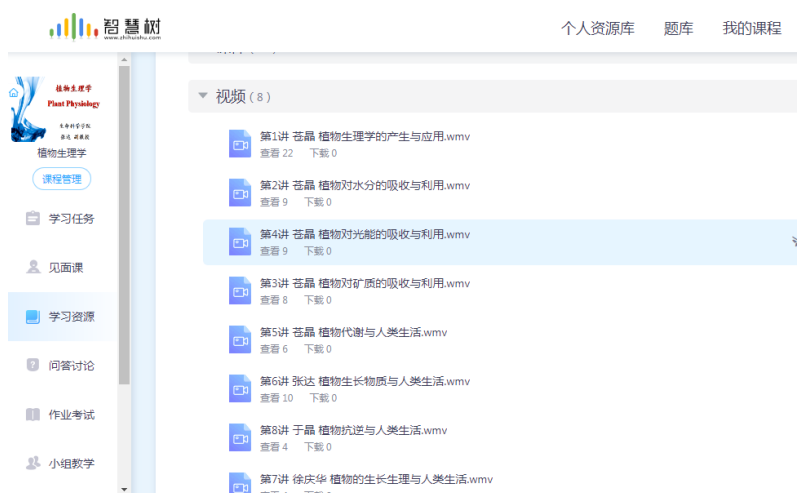 智慧树
www.zhihuishu.com
个人资源库 题库 我的课程
植物生理学
Plant Physiology
生命科学学院
张达 副教授
植物生理学
课程管理
学习任务
见面课
学习资源
问答讨论
作业考试
小组教学
视频 ( 8 )
第1讲 苍晶 植物生理学的产生与应用.wmv
查看 22 下载 0
第2讲 苍晶 植物对水分的吸收与利用.wmv
查看 9 下载 0
第4讲 苍晶 植物对光能的吸收与利用.wmv
查看 9 下载 0
第3讲 苍晶 植物对矿质的吸收与利用.wmv
查看 8 下载 0
第5讲 苍晶 植物代谢与人类生活.wmv
查看 6 下载 0
第6讲 张达 植物生长物质与人类生活.wmv
查看 10 下载 0
第8讲 于晶 植物抗逆与人类生活.wmv
查看 4 下载 0
第7讲 徐庆华 植物的生长生理与人类生活.wmv